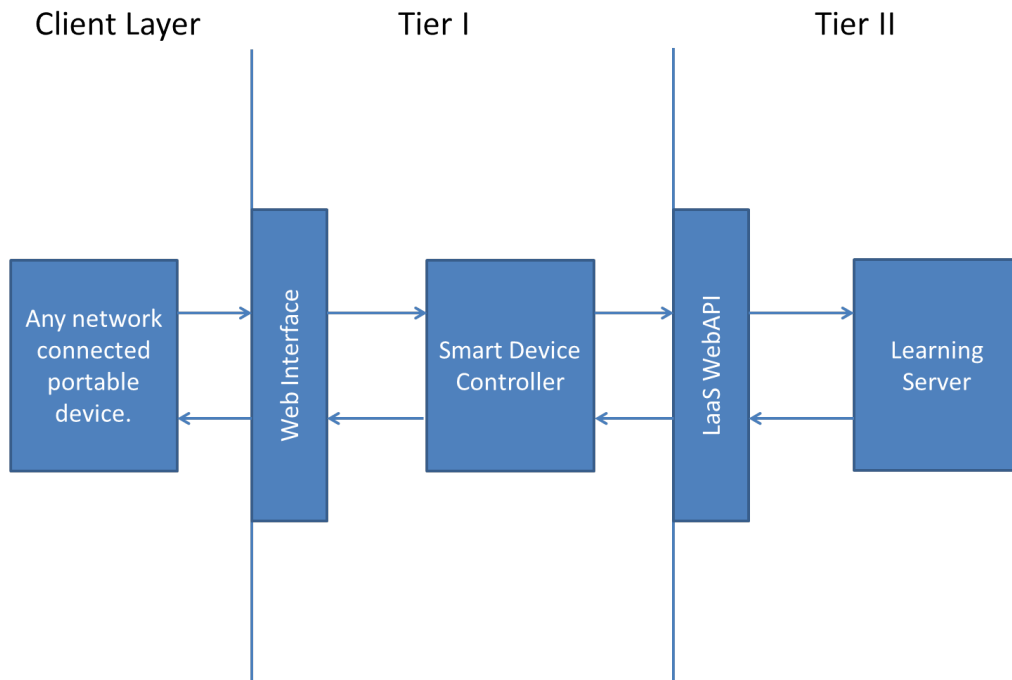 Client Layer
Tier I
Tier II
Any network
connected
portable
device.
Web Interface
Smart Device
Controller
LaaS WebAPI
Learning
Server